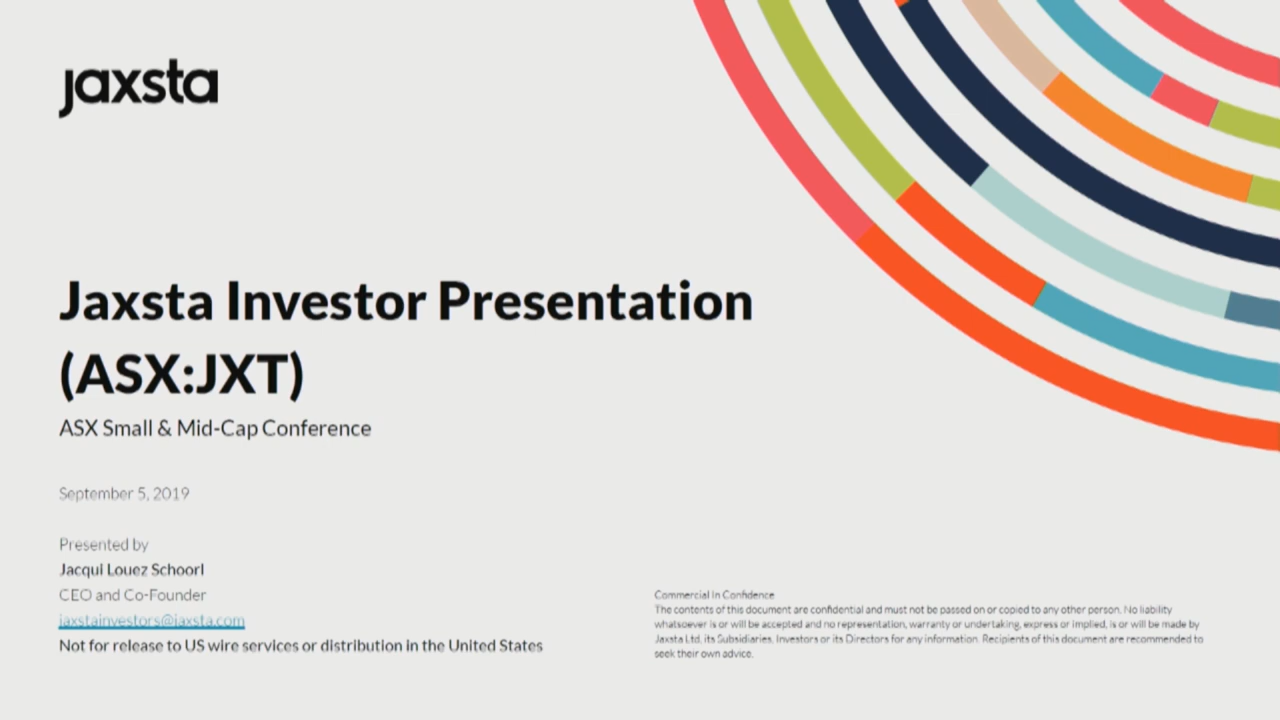 jaxsta
Jaxsta Investor Presentation
(ASX:JXT)
ASX Small & Mid-Cap Conference
September 5, 2019
Presented by
Jacqui Louez Schoorl
CEO and Co-Founder
jaxstainvestors@jaxsta.com
Not for release to US wire services or distribution in the United States
Commercial In Confidence
The contents of this document are confidential and must not be passed on or copied to any other person. No liability
whatsoever is or will be accepted and no representation, warranty or undertaking, express or implied, is or will be made by
Jaxsta Ltd, its Subsidiaries, Investors or its Directors for any information. Recipients of this document are recommended to
seek their own advice.